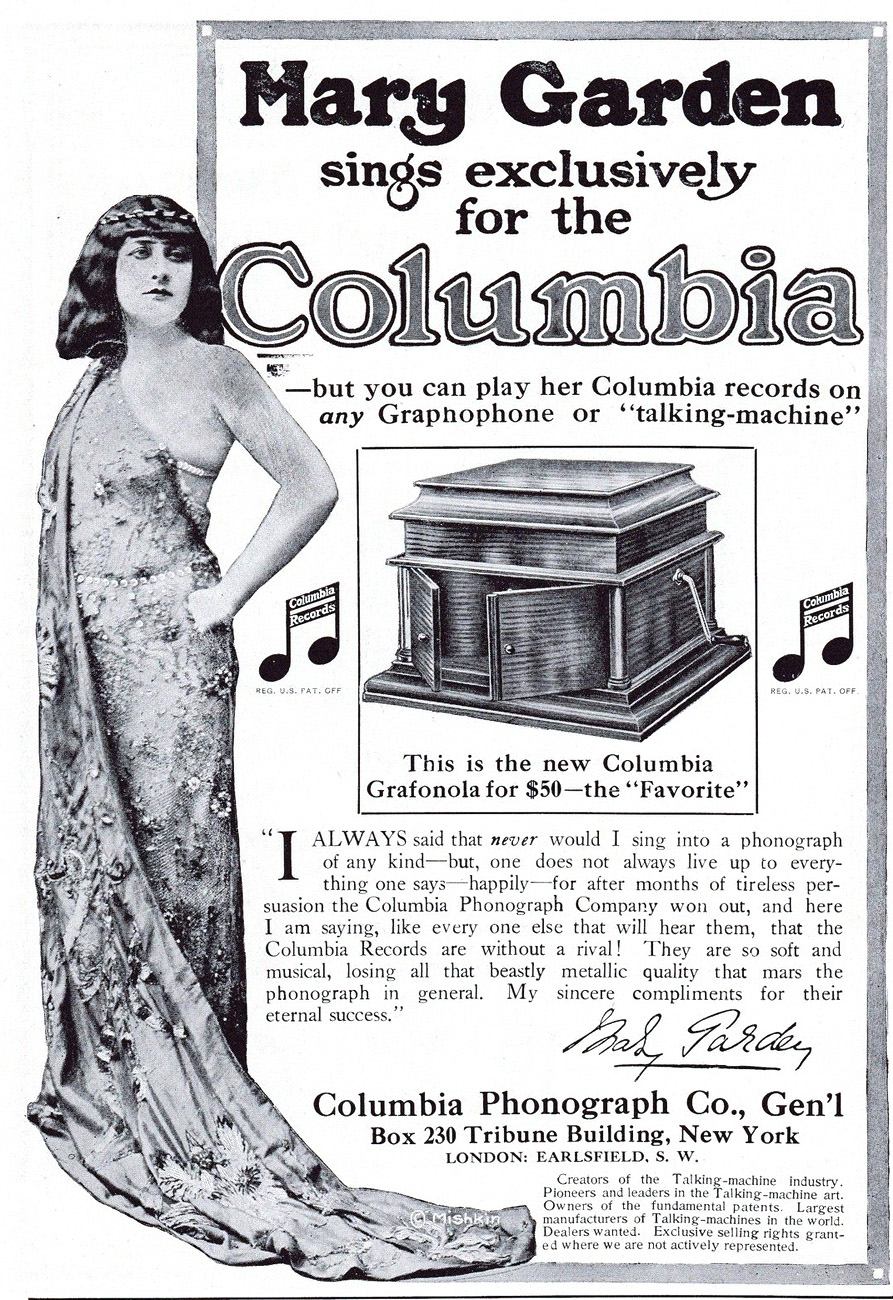 Mary Garden
sings exclusively
for the
Columbia
—but you can play her Columbia records on
any Graphophone or “talking-machine”
Columbia
Records
REG. U.S. PAT. OFF
Columbia
Records
REG. U.S. PAT. OFF.
This is the new Columbia
Grafonola for $50—the “Favorite”
“I ALWAYS said that never would I sing into a phonograph
of any kind—but, one does not always live up to every-
thing one says—happily—for after months of tireless per-
suasion the Columbia Phonograph Company won out, and here
I am saying, like every one else that will hear them, that the
Columbia Records are without a rival! They are so soft and
musical, losing all that beastly metallic quality that mars the
phonograph in general. My sincere compliments for their
eternal success.”
Mary Garden
Columbia Phonograph Co., Gen'l
Box 230 Tribune Building, New York
LONDON: EARLSFIELD, S. W.
Creators of the Talking-machine industry.
Pioneers and leaders in the Talking-machine art.
Owners of the fundamental patents. Largest
manufacturers of Talking-machines in the world.
Dealers wanted. Exclusive selling rights grant-
ed where we are not actively represented.
© Mishkin